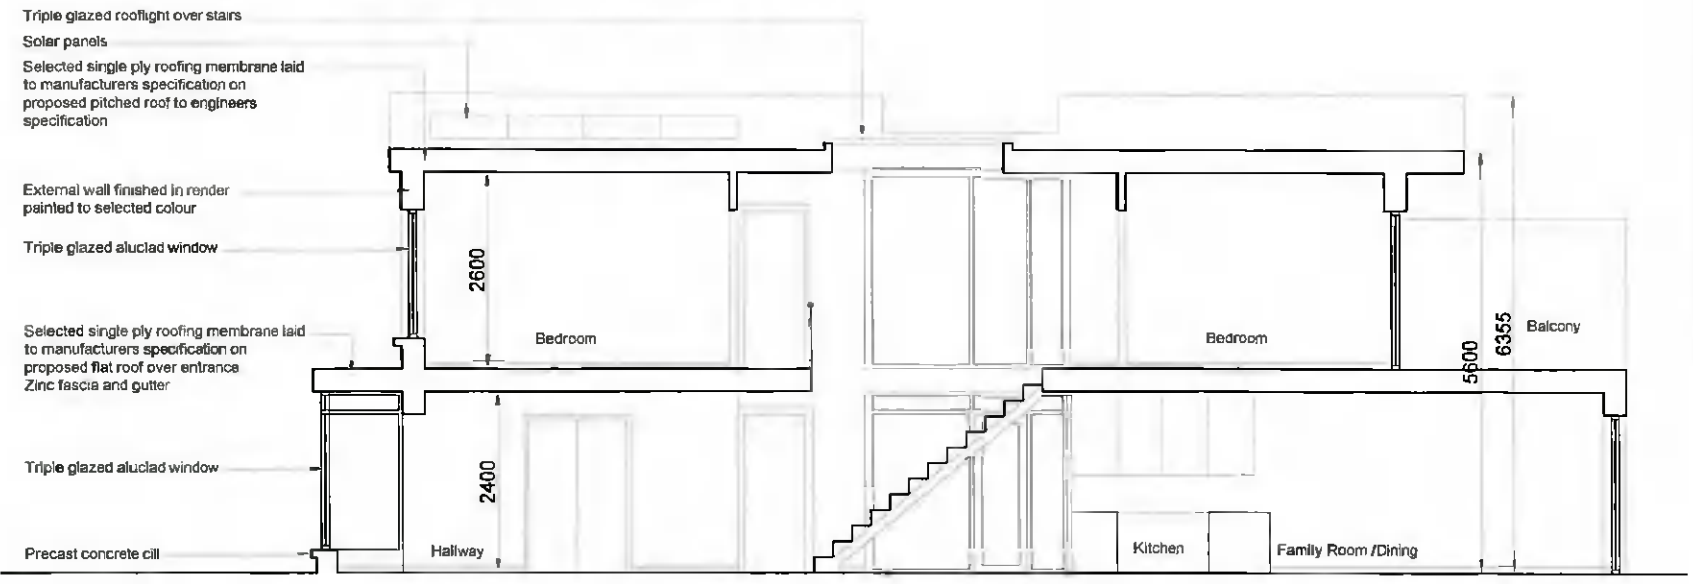 Triple glazed rooflight over stairs
Solar panels
Selected single ply roofing membrane laid
to manufacturers specification on
proposed pitched roof to engineers
specification
External wall finished in render
painted to selected colour
Triple glazed aluclad window
2600
Bedroom
Bedroom
5600
6355
Balcony
Selected single ply roofing membrane laid
to manufacturers specification on
proposed flat roof over entrance
Zinc fascia and gutter
Triple glazed aluclad window
2400
Precast concrete cill
Hallway
Kitchen
Family Room /Dining